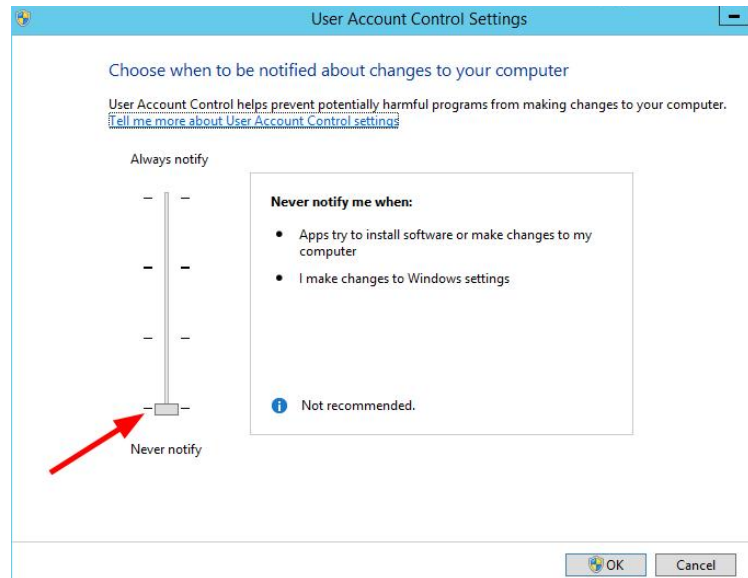 User Account Control Settings
Choose when to be notified about changes to your computer
User Account Control helps prevent potentially harmful programs from making changes to your computer.
Tell me more about User Account Control settings
Always notify
Never notify me when:
• Apps try to install software or make changes to my
computer
• I make changes to Windows settings
Not recommended.
Never notify
OK Cancel